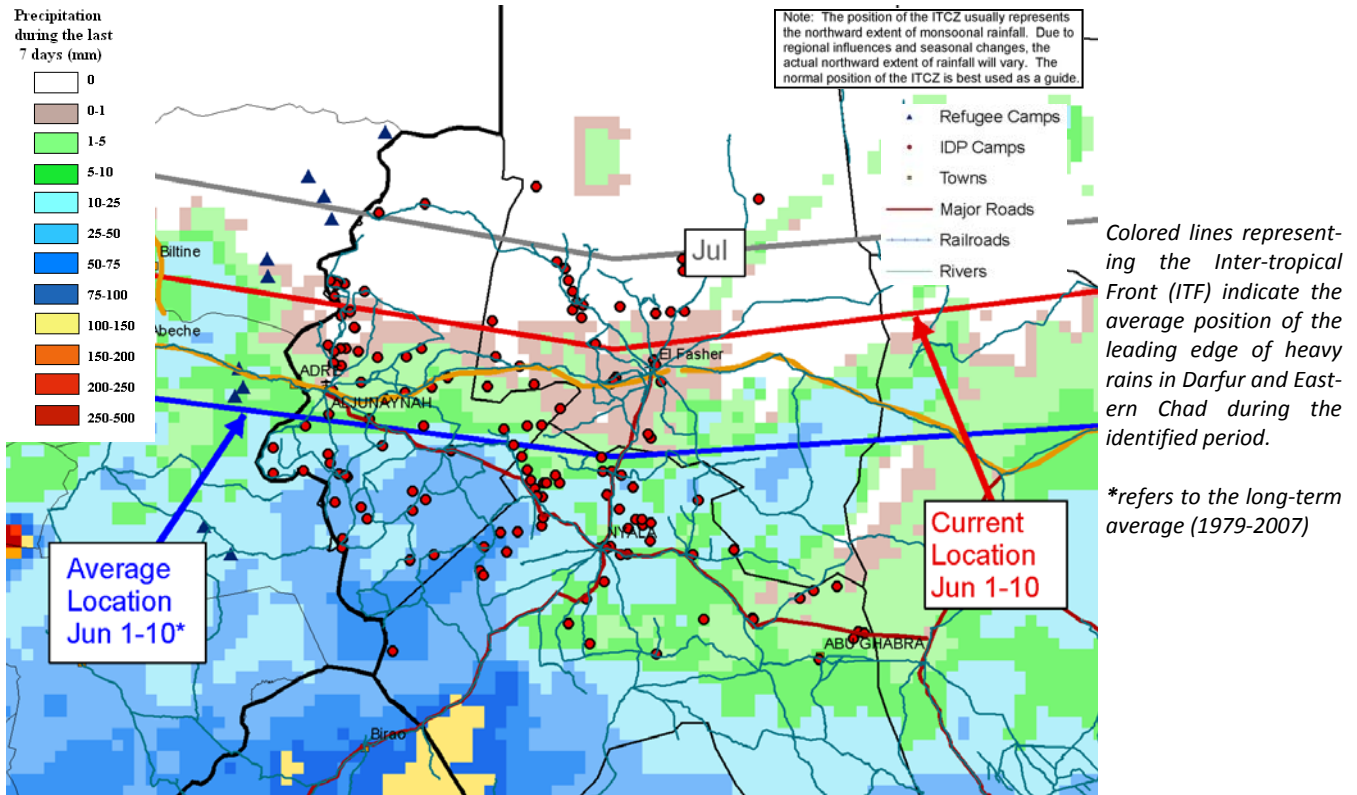 Precipitation
during the last
7 days (mm)
0
0-1
1-5
5-10
10-25
25-50
50-75
75-100
100-150
150-200
200-250
250-500
Note: The position of the ITCZ usually represents
the northward extent of monsoonal rainfall. Due to
regional influences and seasonal changes, the
actual northward extent of rainfall will vary. The
normal position of the ITCZ is best used as a guide.
Refugee Camps
IDP Camps
Towns
Major Roads
Railroads
Rivers
Jul
Biltine
Abeche
El Fasher
ADRE
AL JUNAYNAH
NYALA
ABU GHABRA
Birao
Average
Location
Jun 1-10*
Current
Location
Jun 1-10
Colored lines represent-
ing the Inter-tropical
Front (ITF) indicate the
average position of the
leading edge of heavy
rains in Darfur and East-
ern Chad during the
identified period.
*refers to the long-term
average (1979-2007)